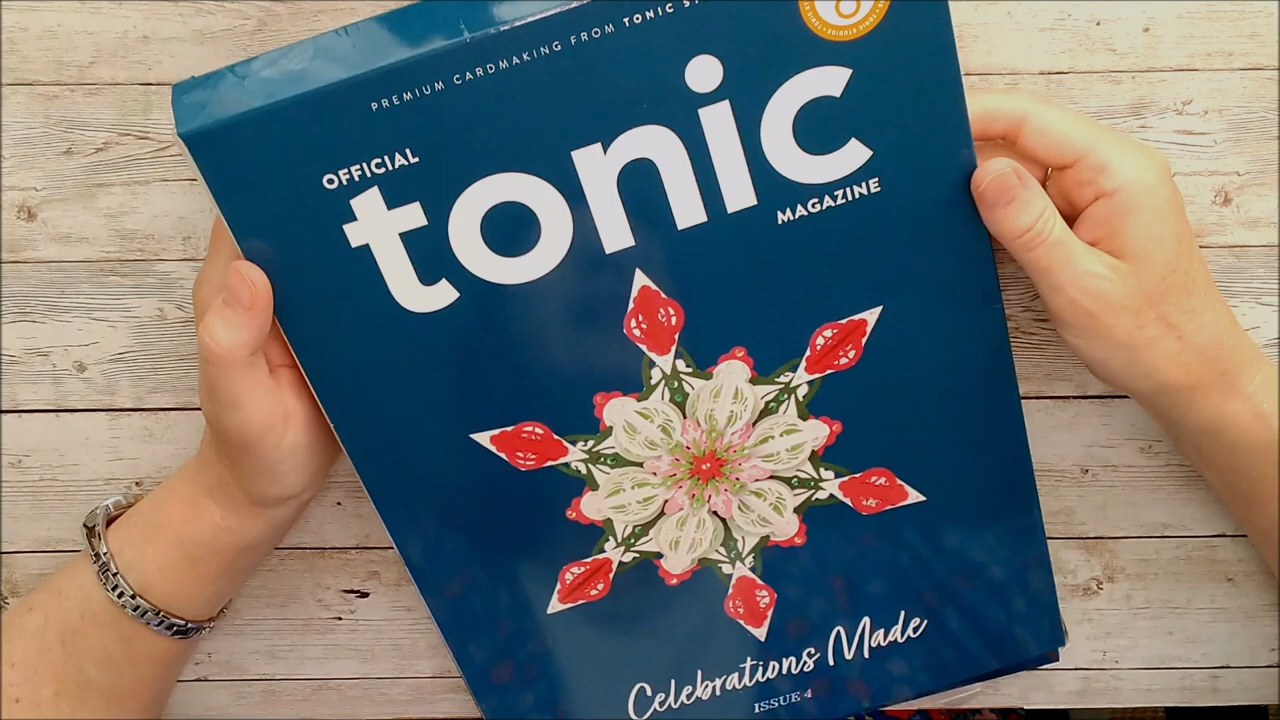 PREMIUM CARDMAKING FROM TONIC
OFFICIAL
tonic
MAGAZINE
Celebrations Made
ISSUE 4